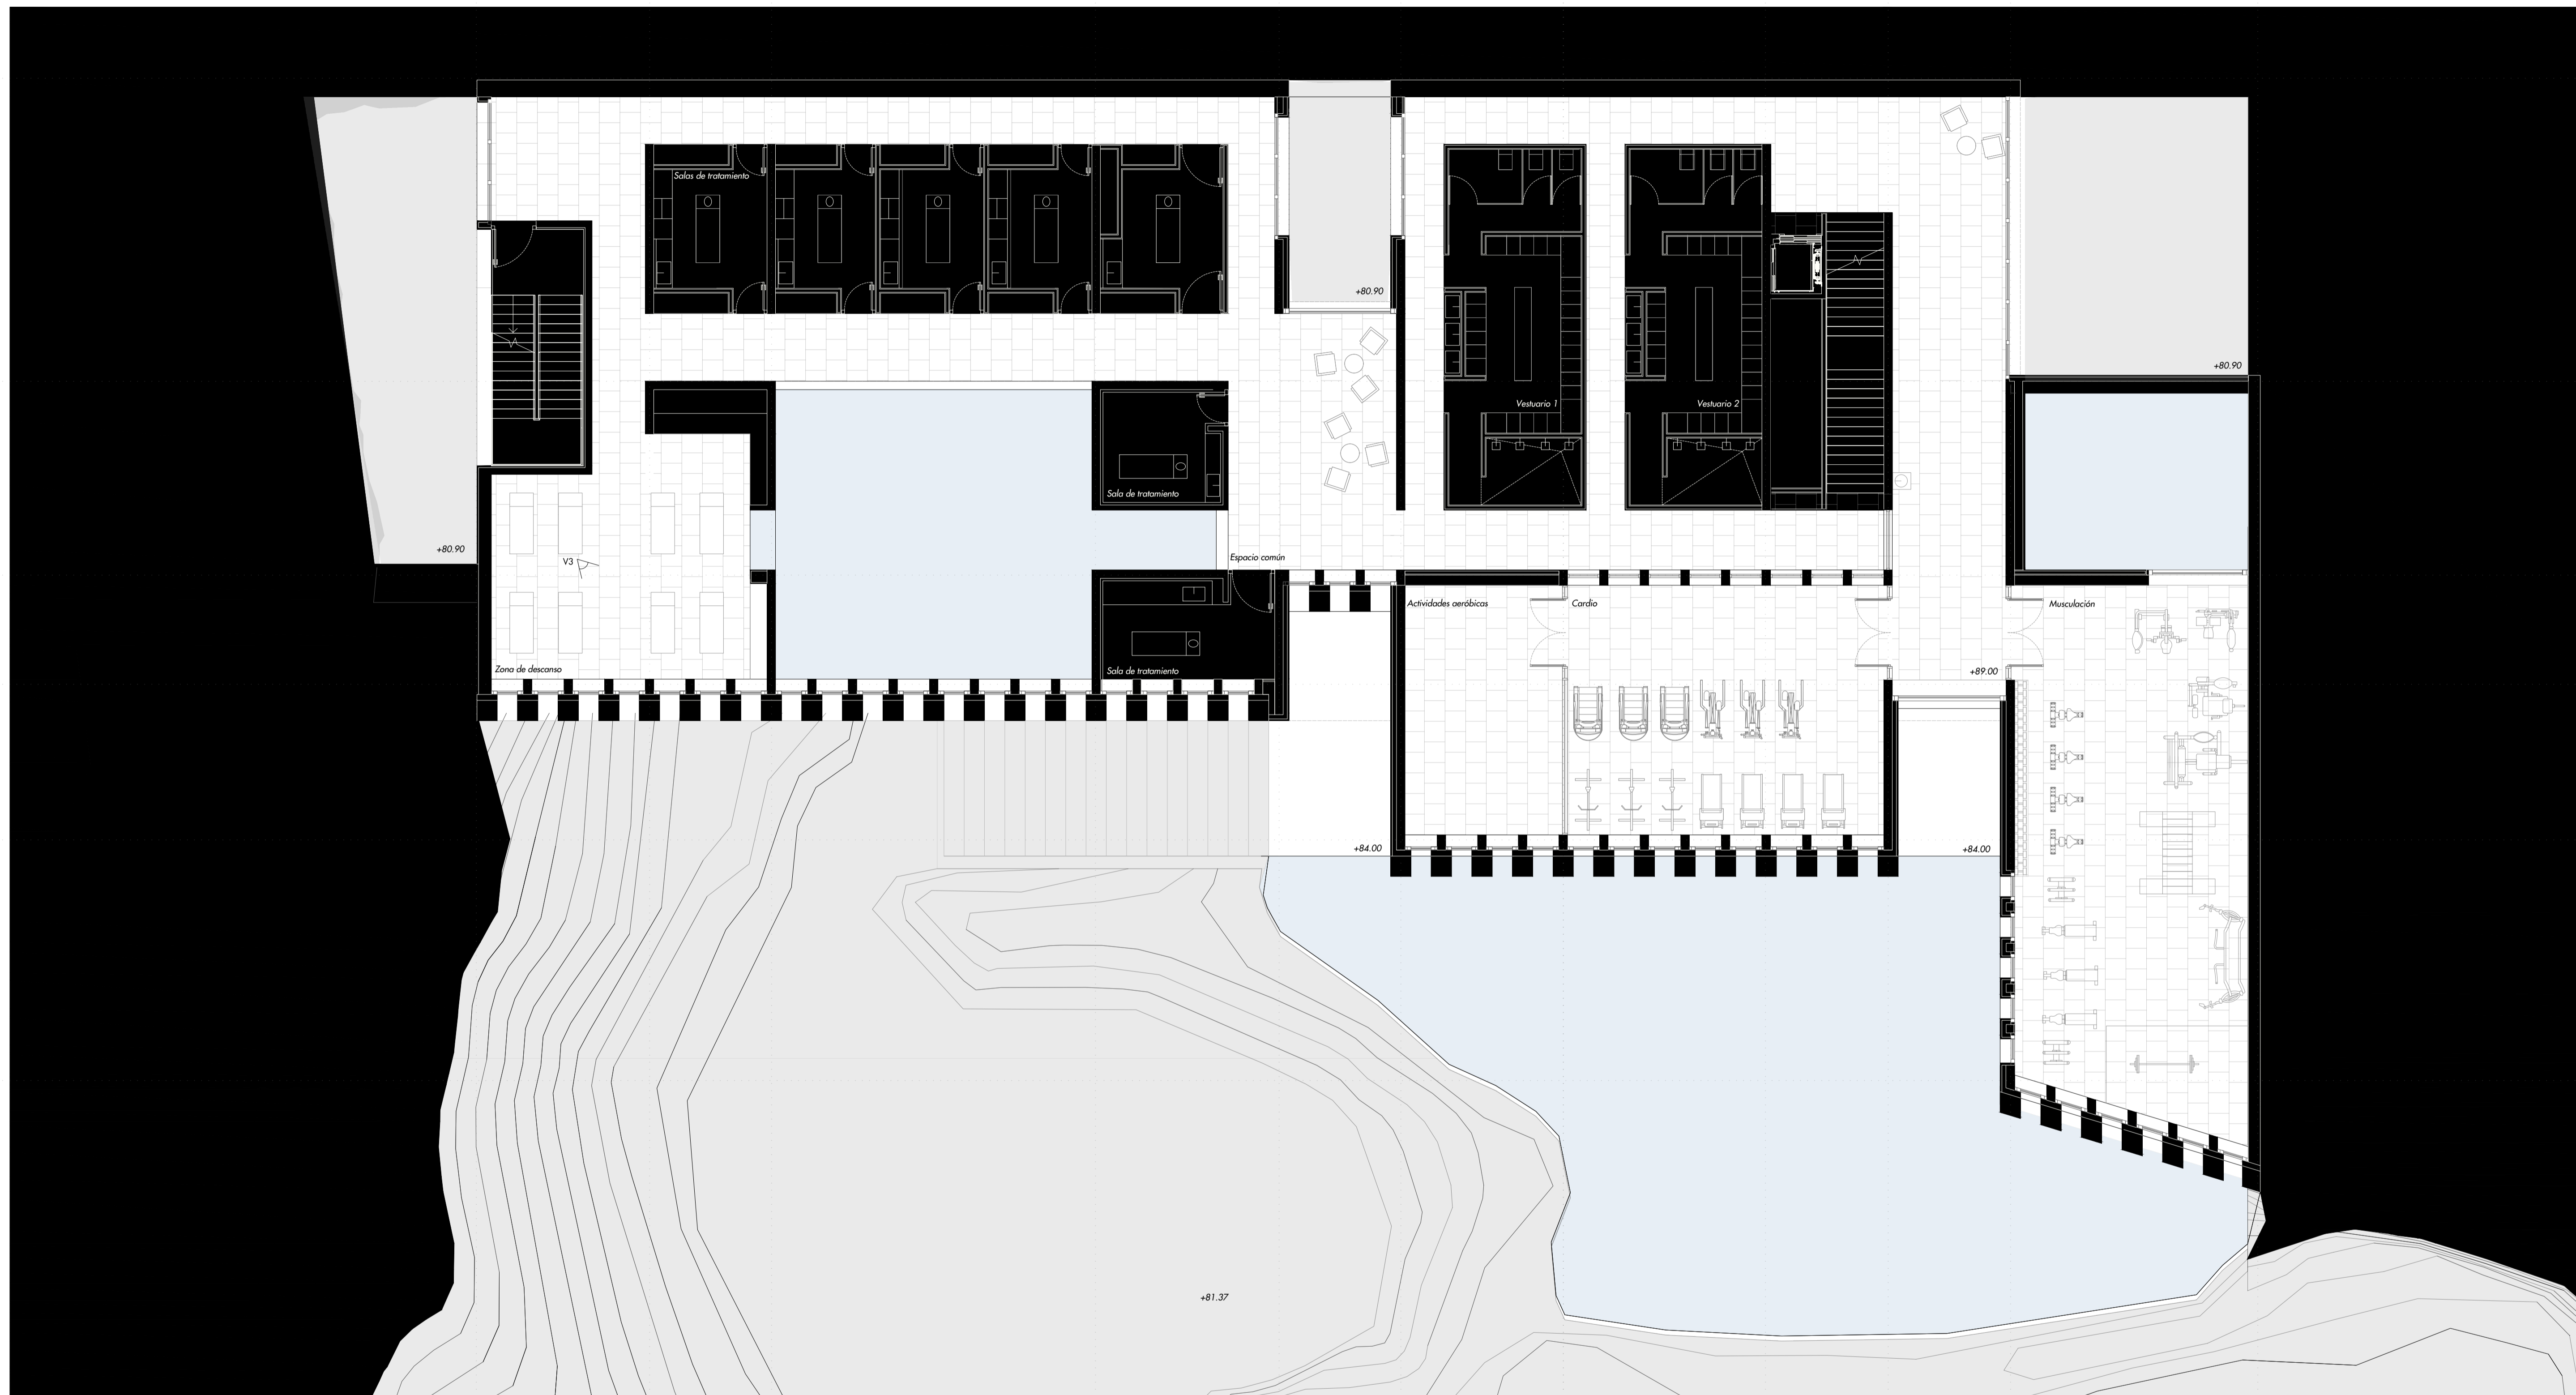 Salas de tratamiento
+80.90
+80.90
Vestuario 1
Vestuario 2
Sala de tratamiento
+80.90
V3
Espacio común
Actividades aeróbicas
Cardio
Musculación
Zona de descanso
Sala de tratamiento
+89.00
+84.00
+84.00
+81.37